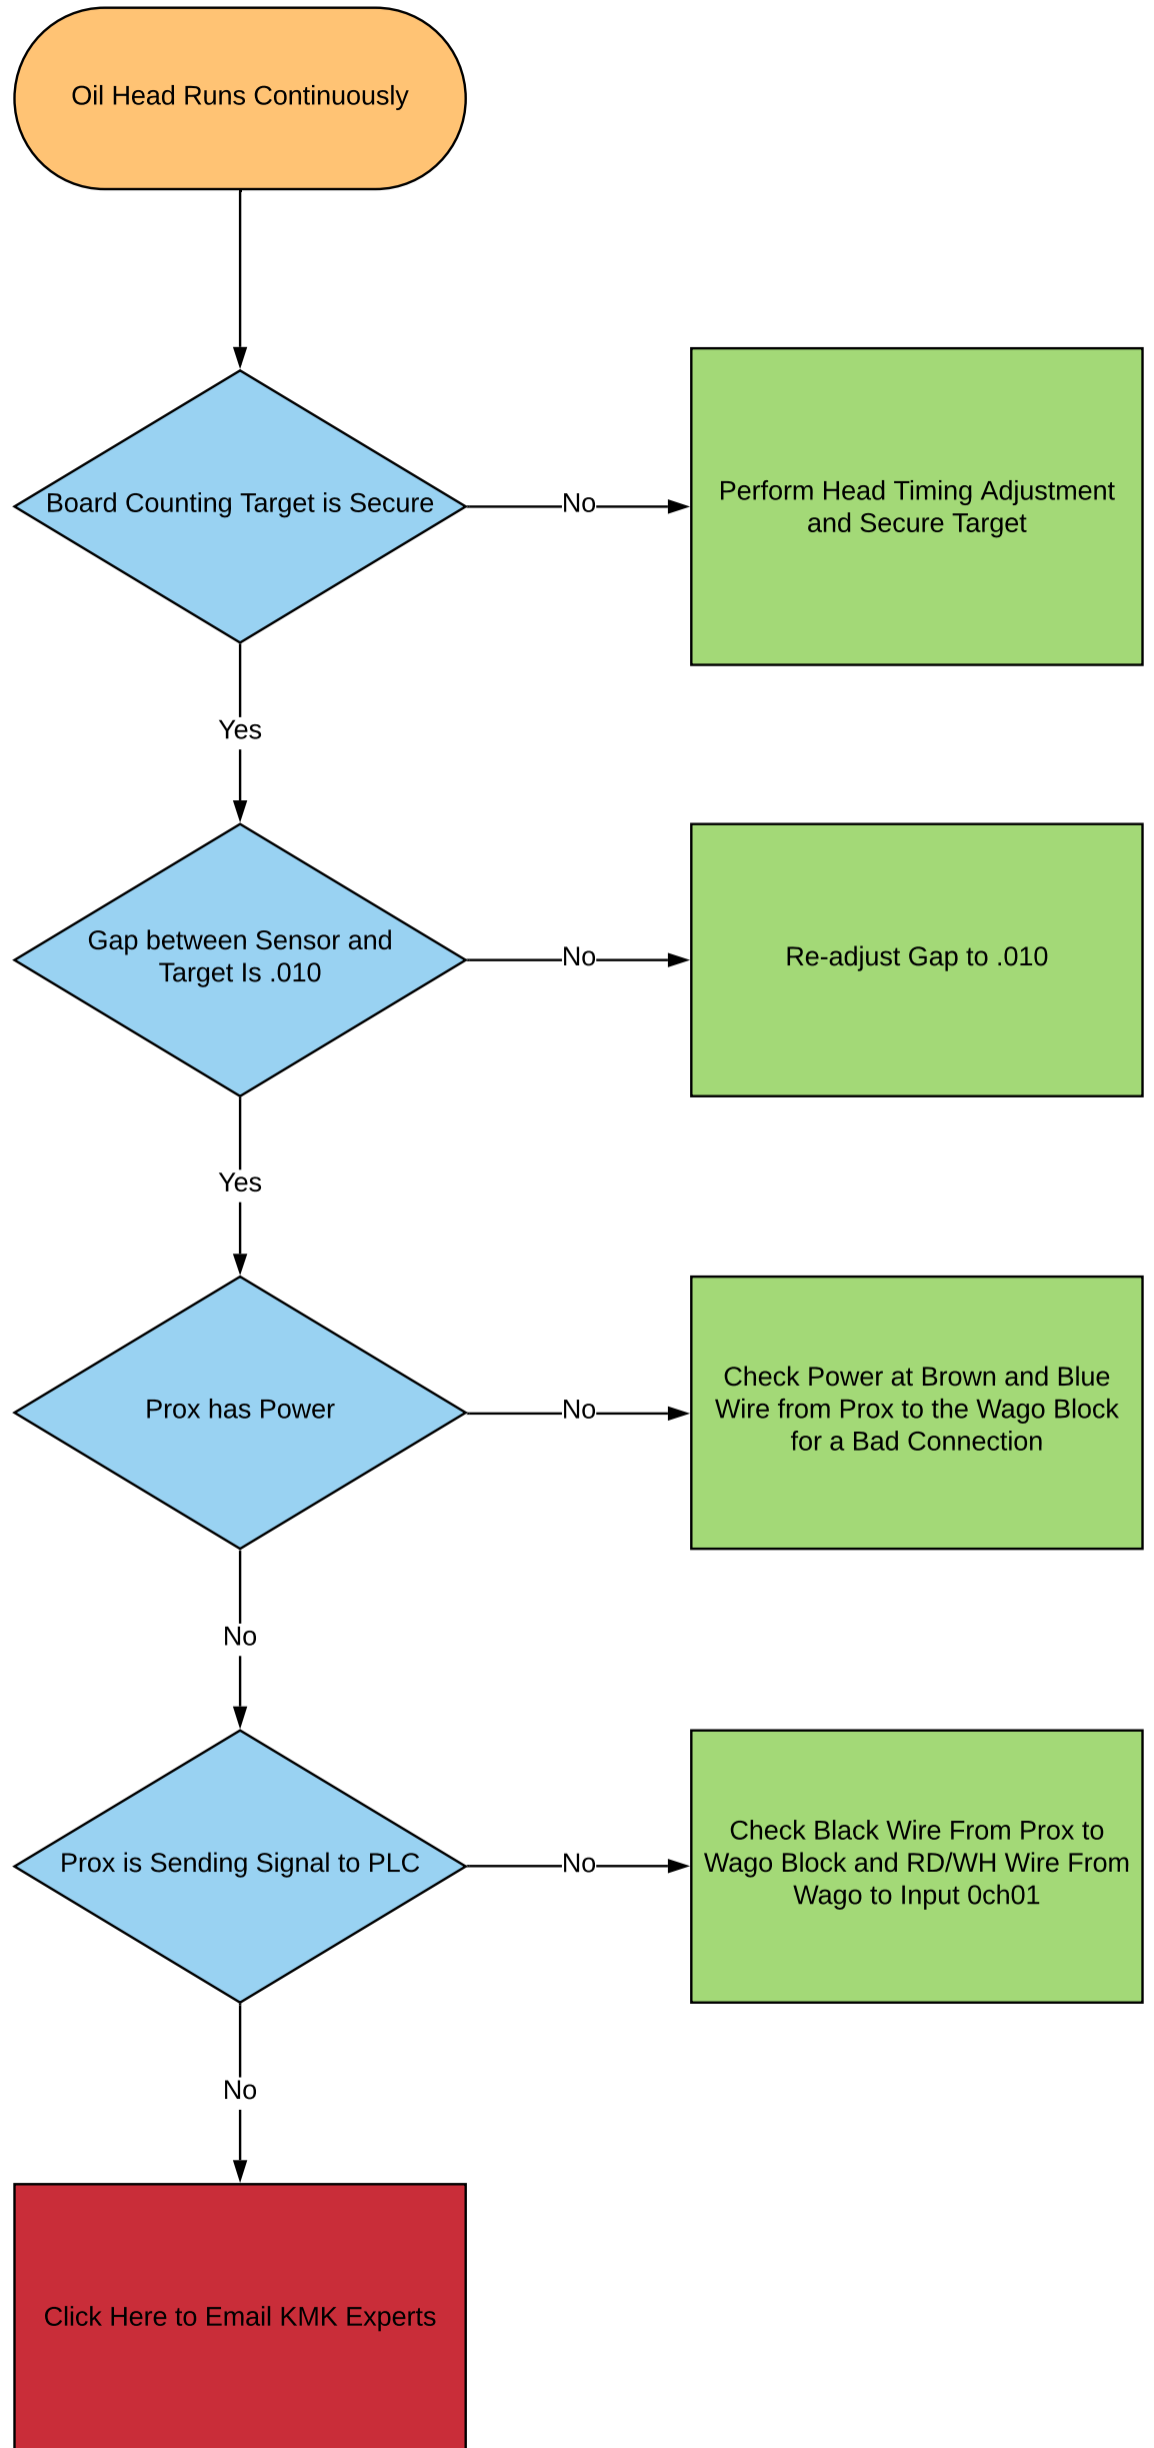 Oil Head Runs Continuously
Board Counting Target is Secure
No
Perform Head Timing Adjustment
and Secure Target
Yes
Gap between Sensor and
Target Is .010
No
Re-adjust Gap to .010
Yes
Prox has Power
No
Check Power at Brown and Blue
Wire from Prox to the Wago Block
for a Bad Connection
No
Prox is Sending Signal to PLC
No
Check Black Wire From Prox to
Wago Block and RD/WH Wire From
Wago to Input 0ch01
No
Click Here to Email KMK Experts